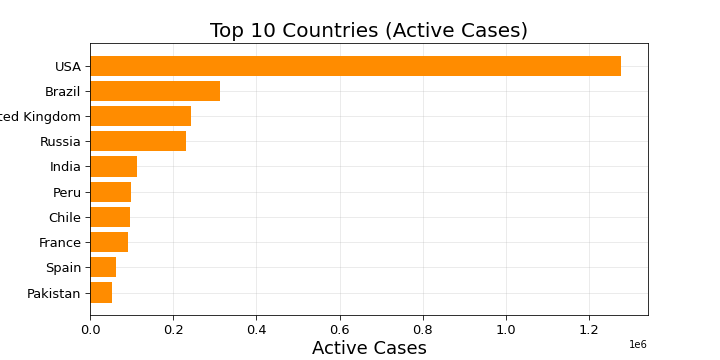 Top 10 Countries (Active Cases)
USA
Brazil
ted Kingdom
Russia
India
Peru
Chile
France
Spain
Pakistan
0.0 0.2 0.4 0.6 0.8 1.0 1.2
1e6
Active Cases